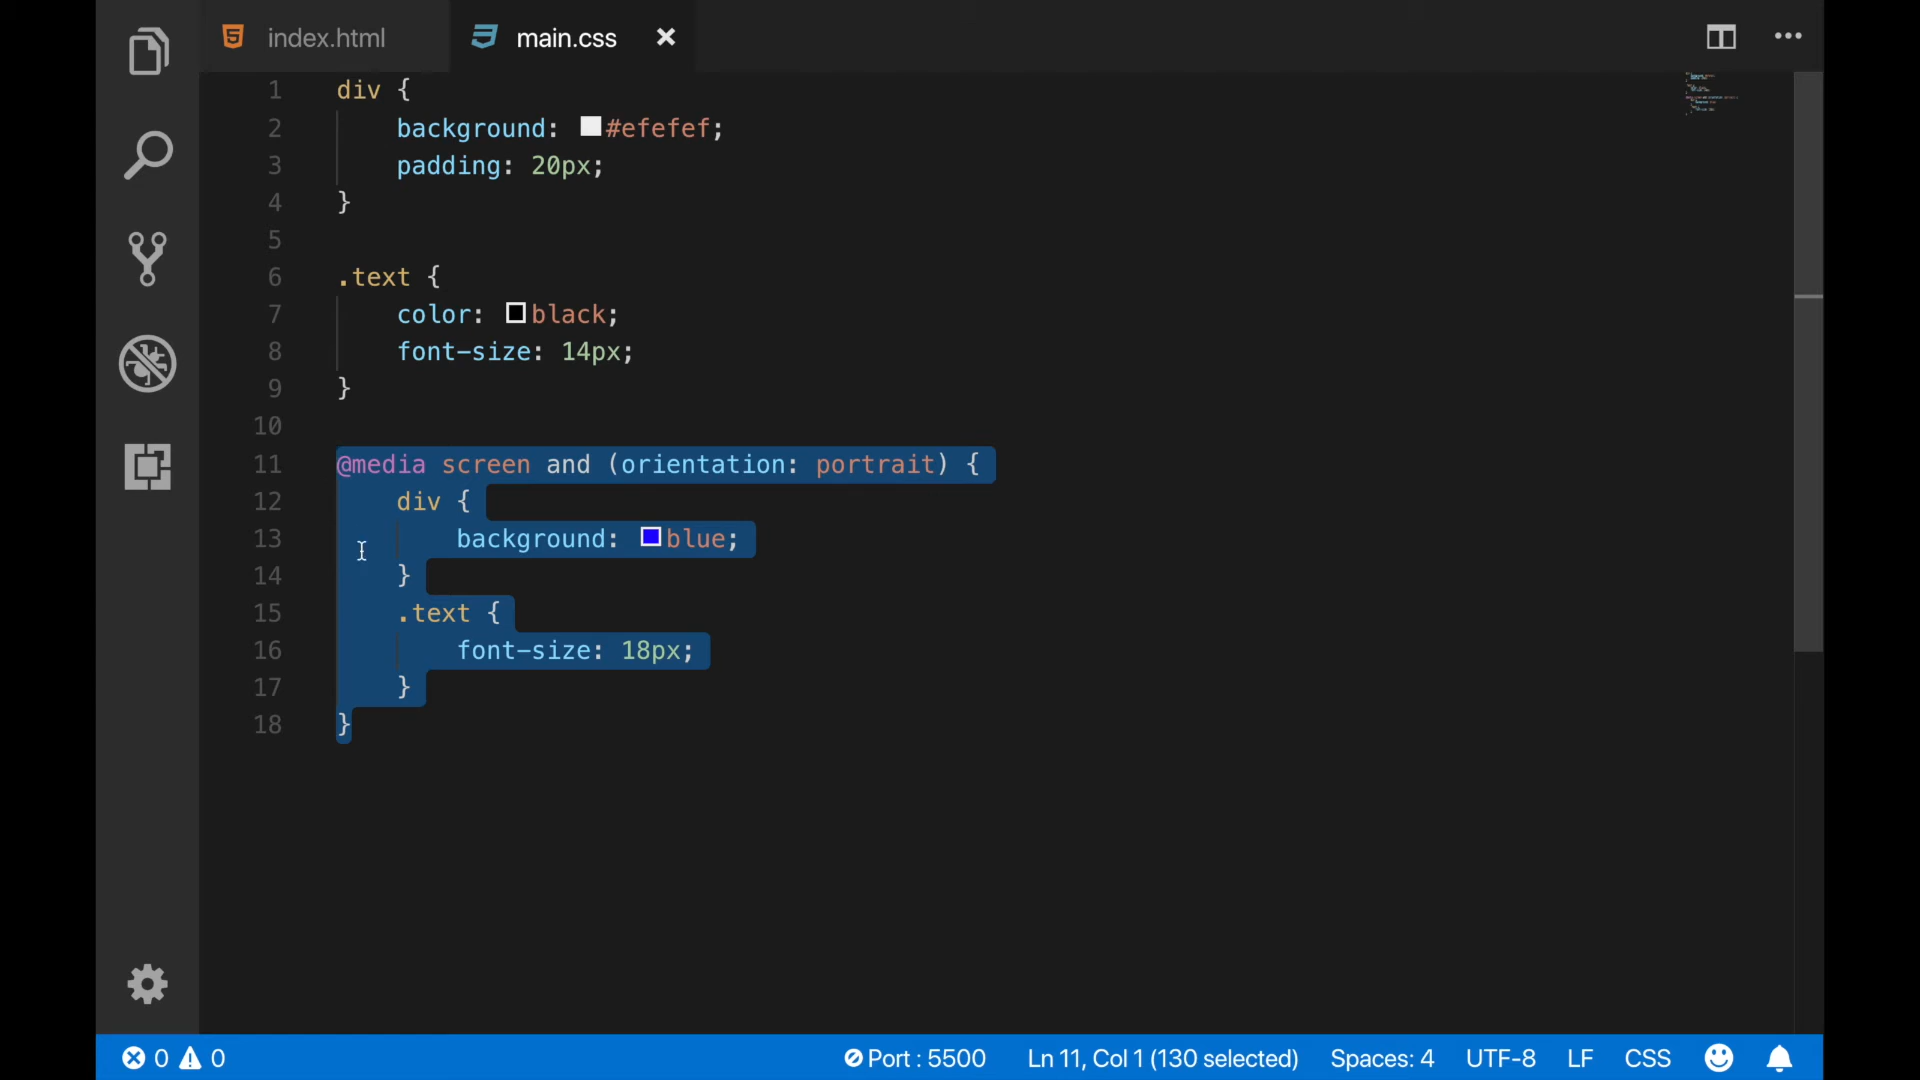 index.html main.css
1 div {
2 background: #efefef;
3 padding: 20px;
4 }
5
6 .text {
7 color: black;
8 font-size: 14px;
9 }
10
11 @media screen and (orientation: portrait) {
12 div {
13 background: blue;
14 }
15 .text {
16 font-size: 18px;
17 }
18 }
0 0 Port : 5500 Ln 11, Col 1 (130 selected) Spaces: 4 UTF-8 LF CSS